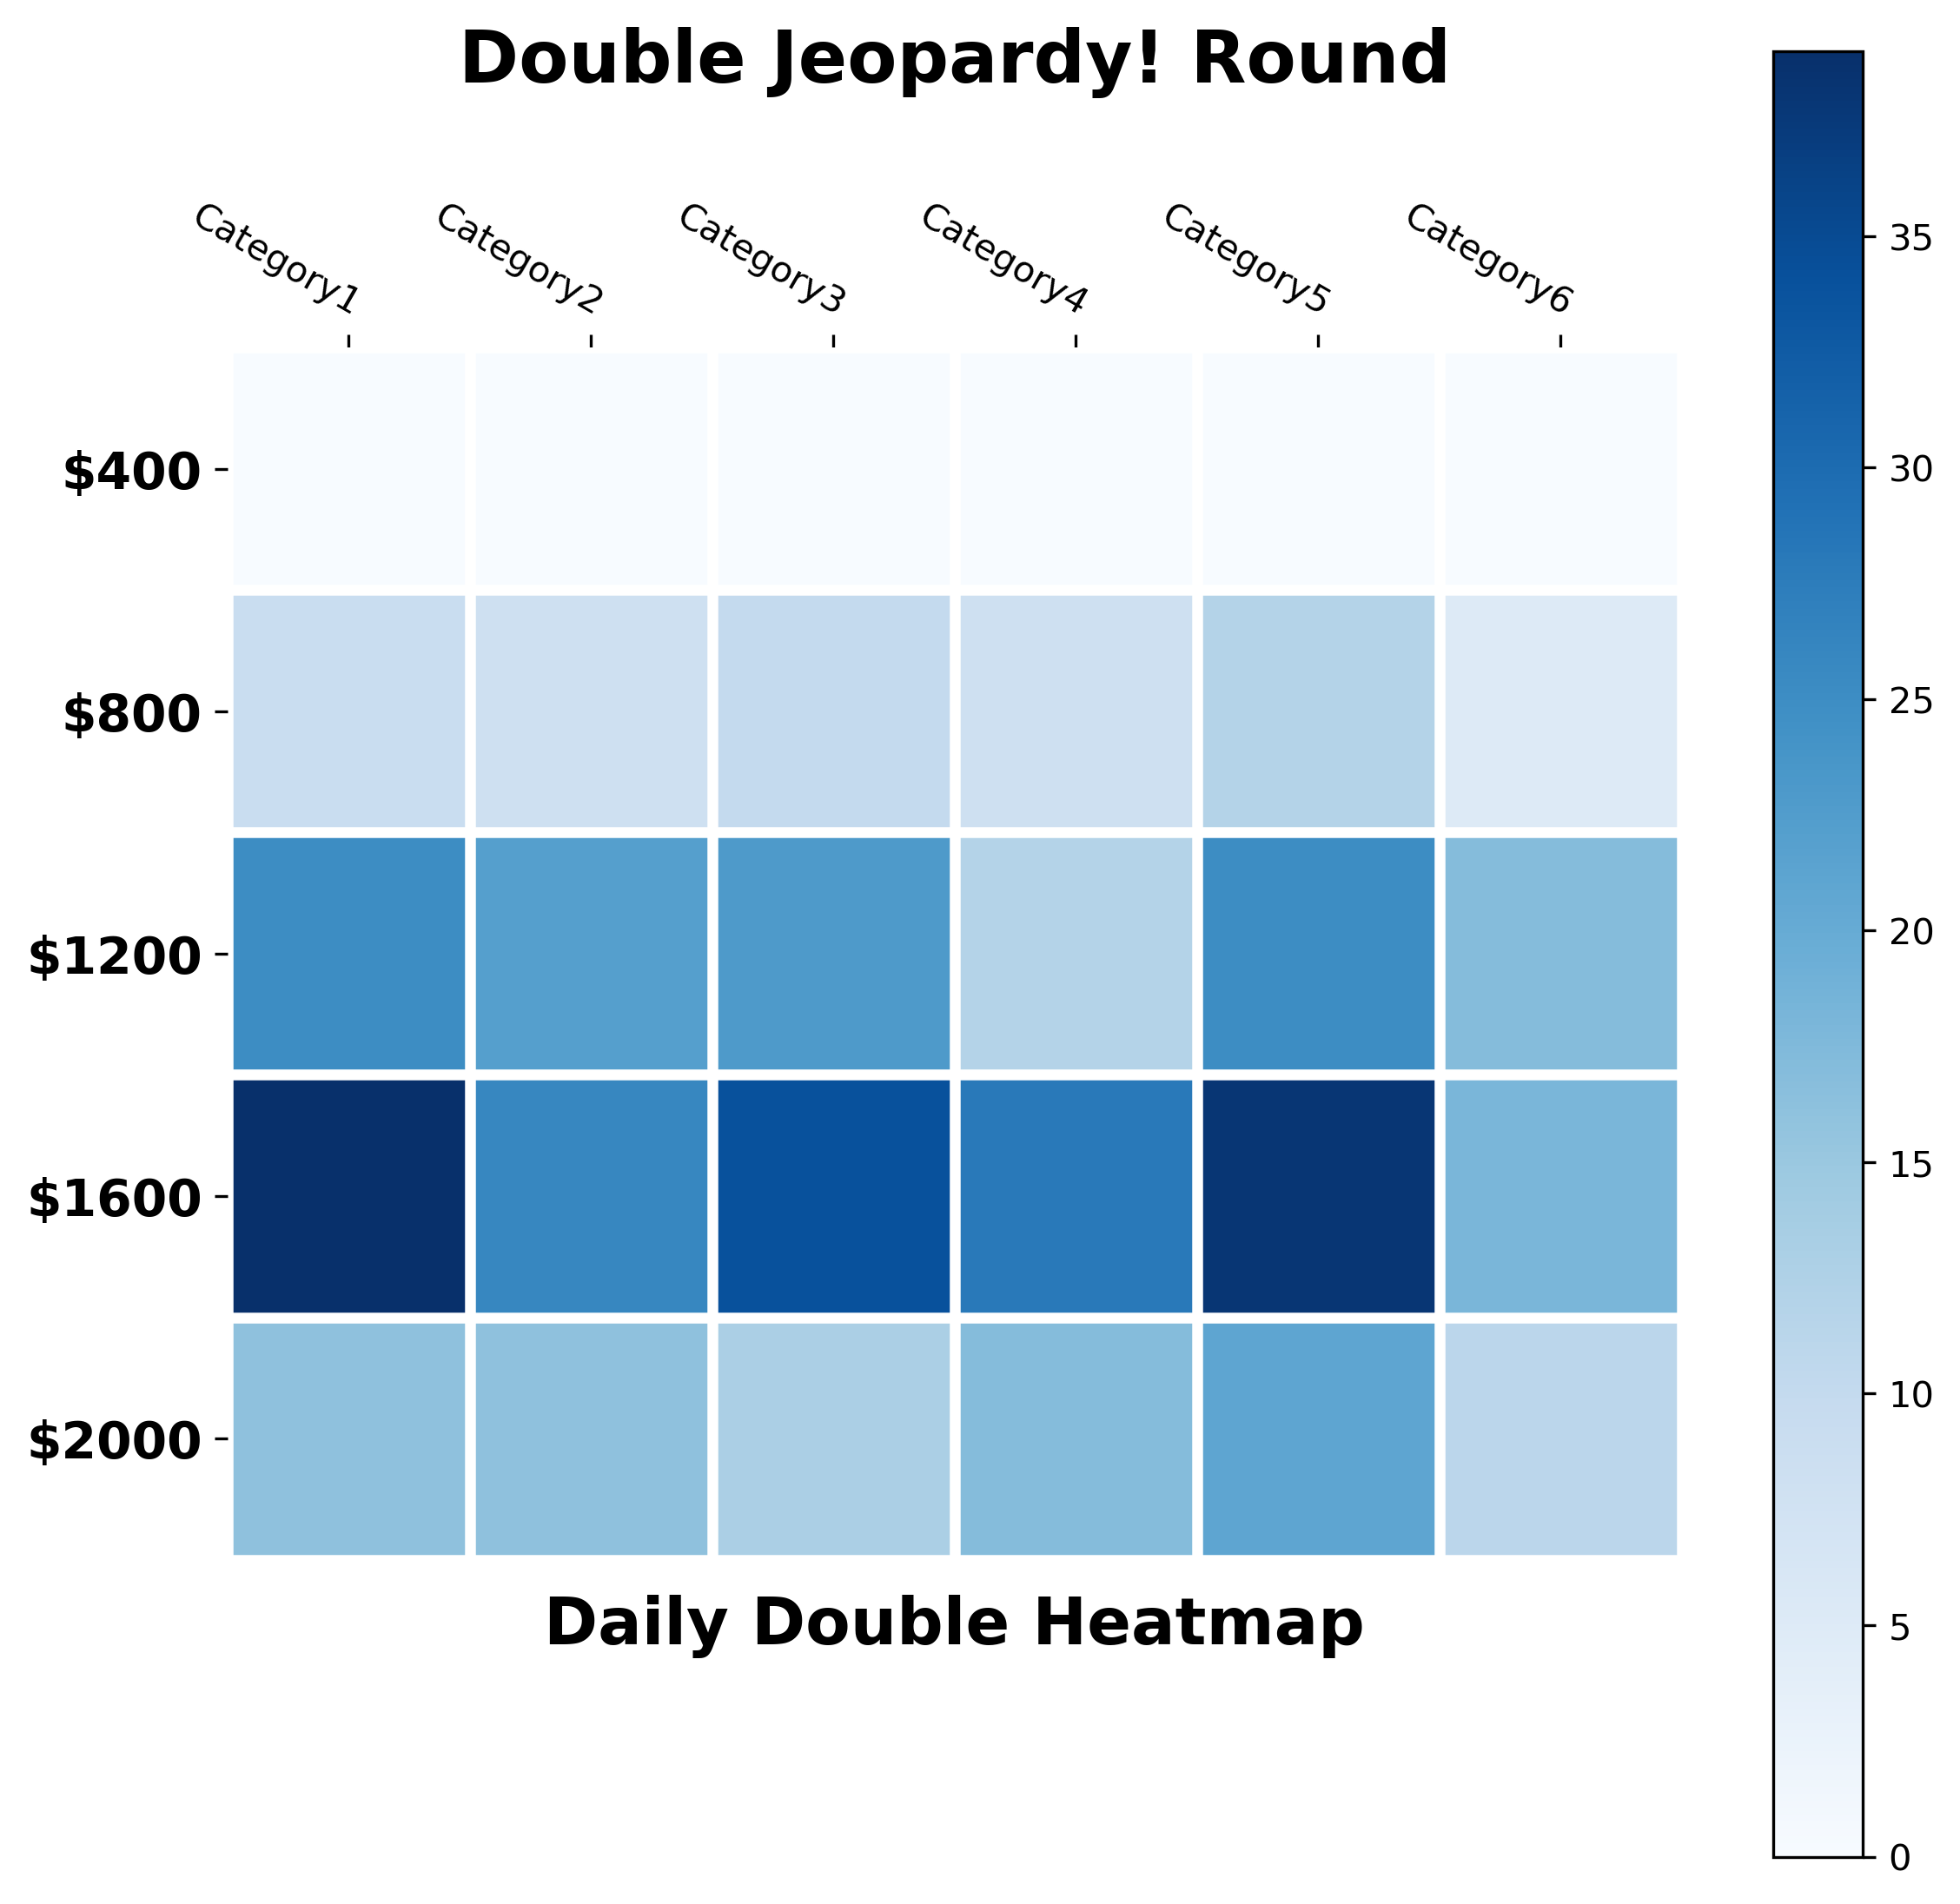 Double Jeopardy! Round
Category1
Category2
Category3
Category4
Category5
Category6
$400
$800
$1200
$1600
$2000
Daily Double Heatmap
35
30
25
20
15
10
5
0